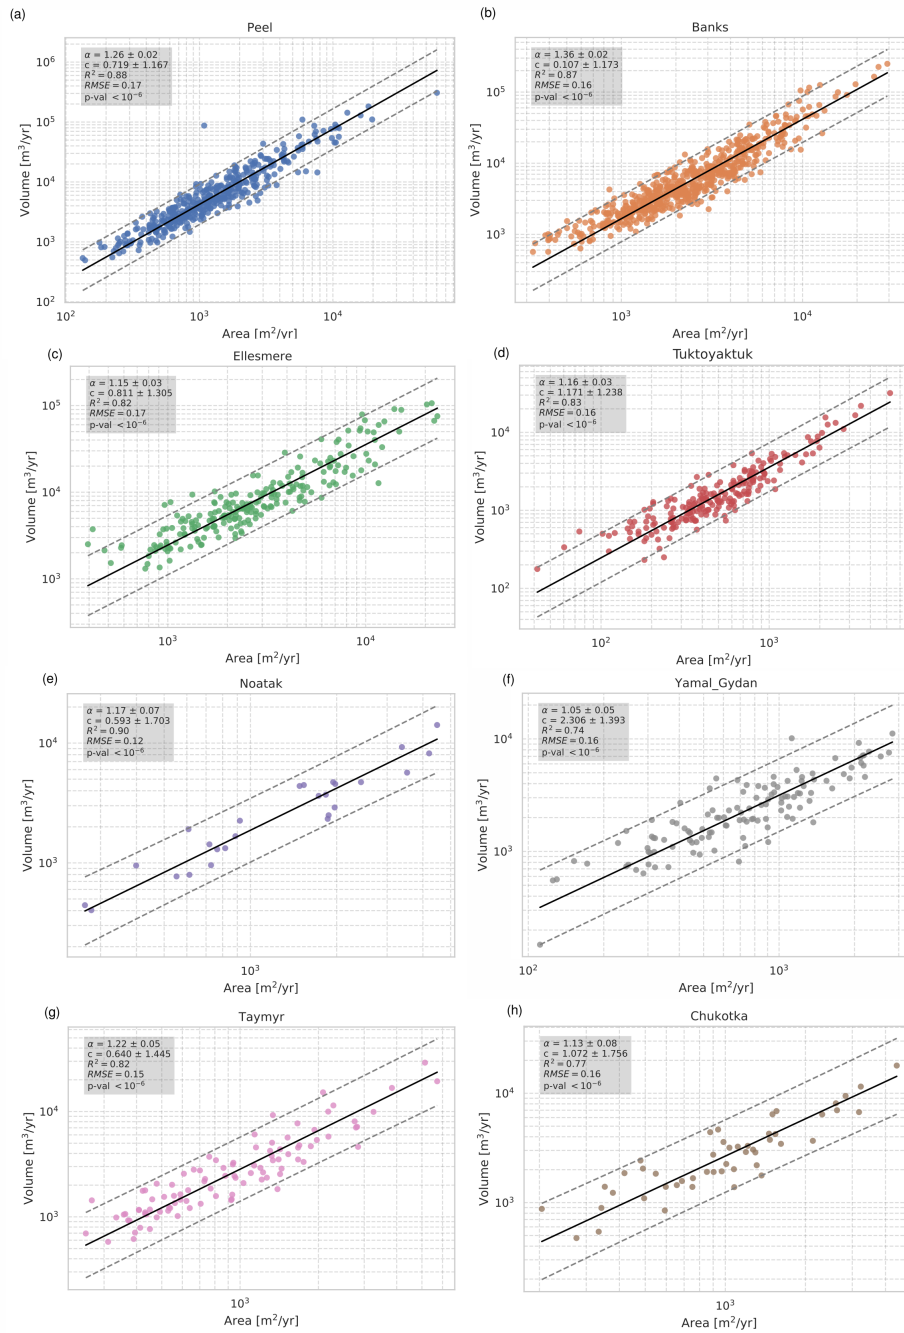 (a)
Peel
α = 1.26 ± 0.02
c = 0.719 ± 1.167
R² = 0.88
RMSE = 0.17
p-val < 10⁻⁶
10⁶
10⁵
10⁴
10³
10²
Volume [m³/yr]
10² 10³ 10⁴
Area [m²/yr]
(b)
Banks
α = 1.36 ± 0.02
c = 0.107 ± 1.173
R² = 0.87
RMSE = 0.16
p-val < 10⁻⁶
10⁵
10⁴
10³
Volume [m³/yr]
10³ 10⁴
Area [m²/yr]
(c)
Ellesmere
α = 1.15 ± 0.03
c = 0.811 ± 1.305
R² = 0.82
RMSE = 0.17
p-val < 10⁻⁶
10⁵
10⁴
10³
Volume [m³/yr]
10³ 10⁴
Area [m²/yr]
(d)
Tuktoyaktuk
α = 1.16 ± 0.03
c = 1.171 ± 1.238
R² = 0.83
RMSE = 0.16
p-val < 10⁻⁶
10⁴
10³
10²
Volume [m³/yr]
10² 10³
Area [m²/yr]
(e)
Noatak
α = 1.17 ± 0.07
c = 0.593 ± 1.703
R² = 0.90
RMSE = 0.12
p-val < 10⁻⁶
10⁴
10³
Volume [m³/yr]
10³
Area [m²/yr]
(f)
Yamal_Gydan
α = 1.05 ± 0.05
c = 2.306 ± 1.393
R² = 0.74
RMSE = 0.16
p-val < 10⁻⁶
10⁴
10³
Volume [m³/yr]
10² 10³
Area [m²/yr]
(g)
Taymyr
α = 1.22 ± 0.05
c = 0.640 ± 1.445
R² = 0.82
RMSE = 0.15
p-val < 10⁻⁶
10⁴
10³
Volume [m³/yr]
10³
Area [m²/yr]
(h)
Chukotka
α = 1.13 ± 0.08
c = 1.072 ± 1.756
R² = 0.77
RMSE = 0.16
p-val < 10⁻⁶
10⁴
10³
Volume [m³/yr]
10³
Area [m²/yr]